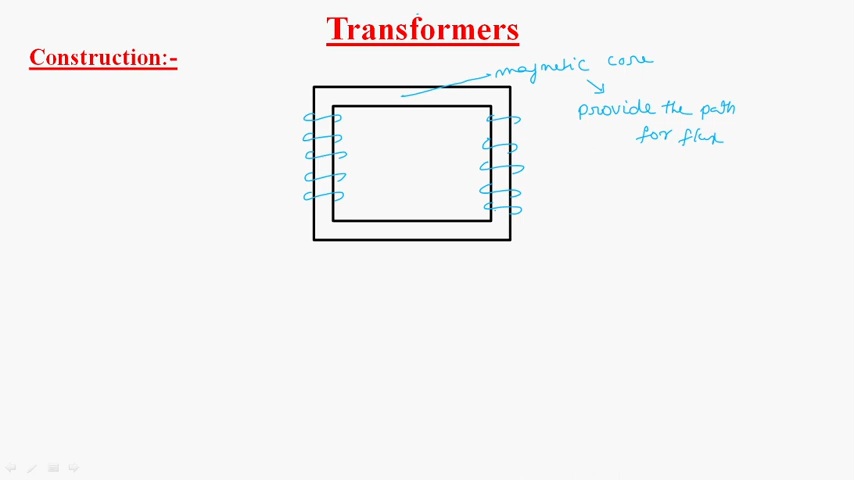 Transformers
Construction:-
magnetic core
provide the path
for flux